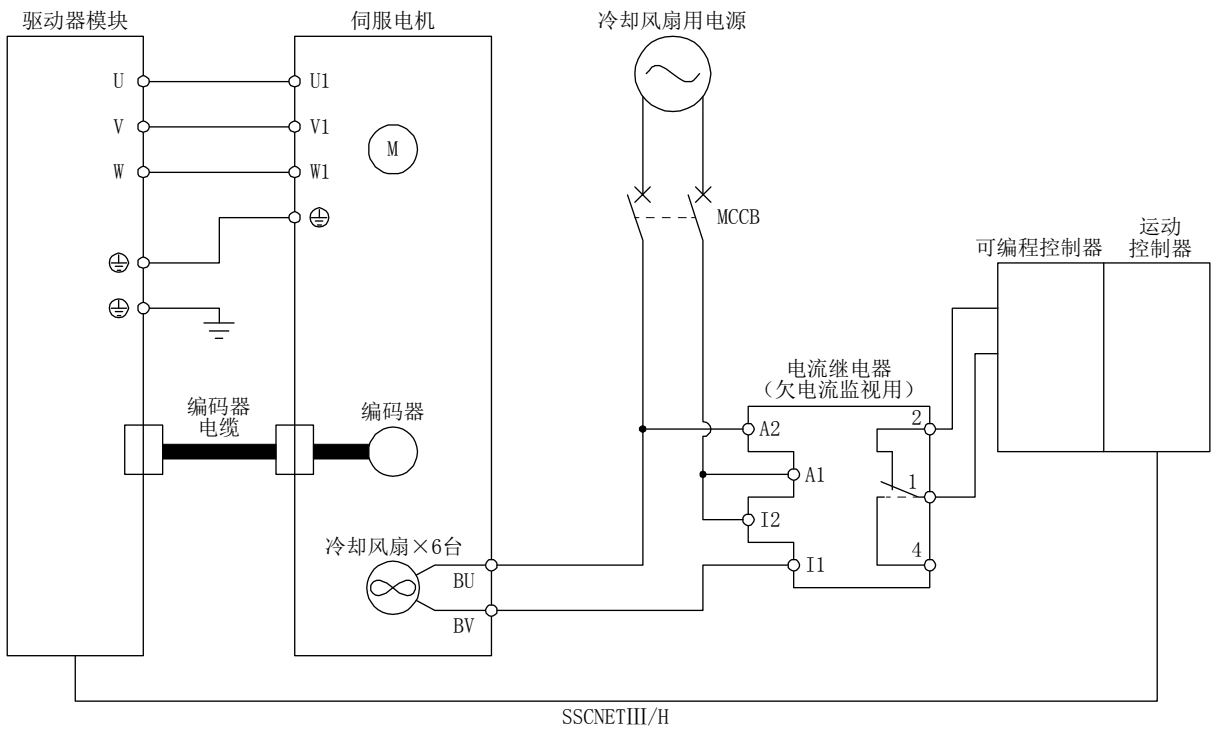 驱动器模块
伺服电机
冷却风扇用电源
U
U1
V
V1
M
W
W1
MCCB
运动
控制器
可编程控制器
电流继电器
(欠电流监视用)
编码器
电缆
编码器
2
A2
A1
1
I2
冷却风扇×6台
4
I1
BU
BV
SSCNETⅢ/H